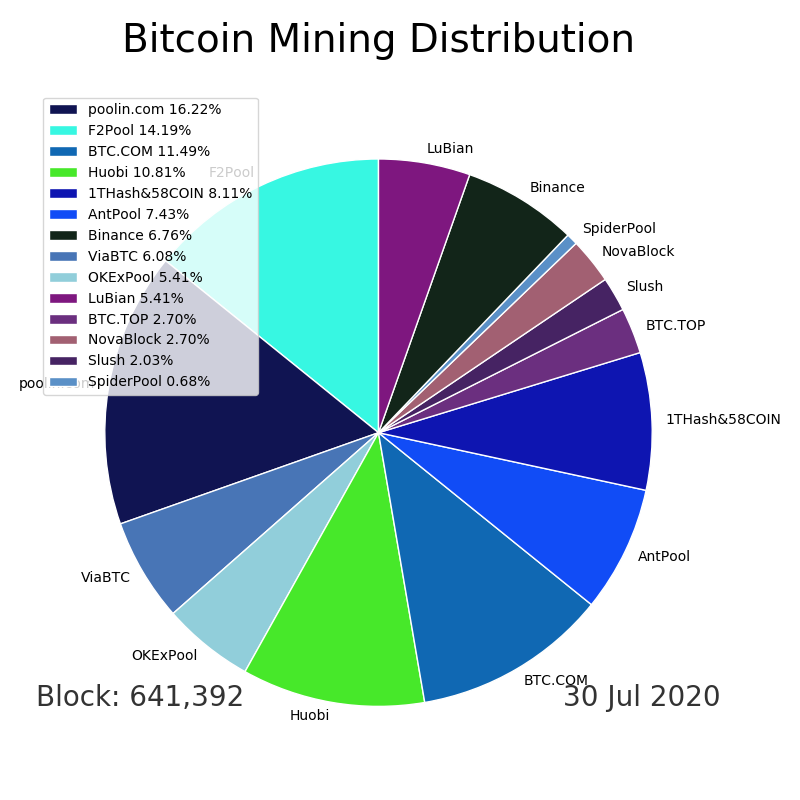 Bitcoin Mining Distribution
poolin.com 16.22%
F2Pool 14.19%
BTC.COM 11.49%
Huobi 10.81%
1THash&58COIN 8.11%
AntPool 7.43%
Binance 6.76%
ViaBTC 6.08%
OKExPool 5.41%
LuBian 5.41%
BTC.TOP 2.70%
NovaBlock 2.70%
Slush 2.03%
SpiderPool 0.68%
LuBian
F2Pool
Binance
SpiderPool
NovaBlock
Slush
BTC.TOP
poolin.com
1THash&58COIN
AntPool
ViaBTC
OKExPool
BTC.COM
Huobi
Block: 641,392
30 Jul 2020